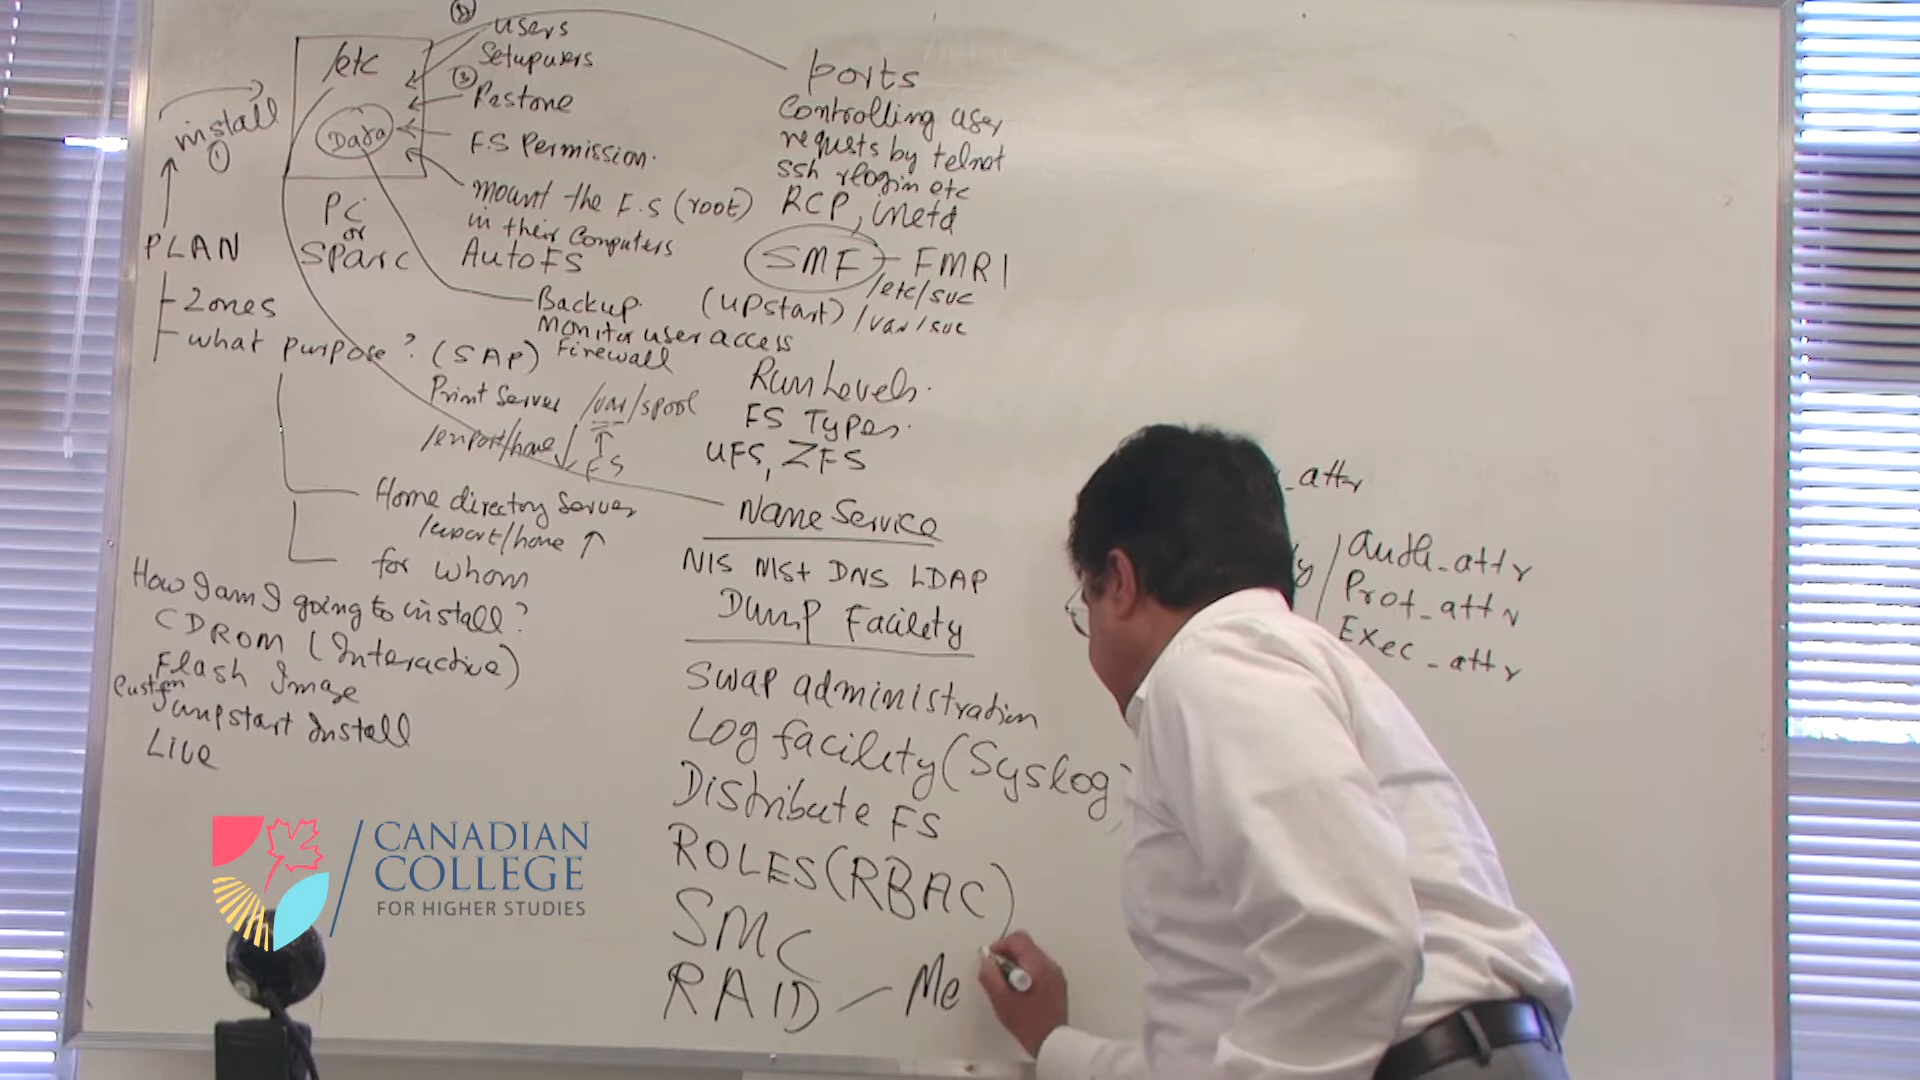 /etc
Data
install
①
PLAN
Zones
what purpose? (SAP)
PC
or
SPARC
users
Setupusers
Restore
F.S Permission.
mount the F.S (root)
in their Computers
AutoFS
Backup.
Monitor user access
Firewall
Print Server /var/spool
/export/home
FS
Home directory Server
/export/home ↑
for whom
How I am I going to install?
CDROM (Interactive)
Flash Image
Custom
Jumpstart Install
Live
Ports
Controlling user
requsts by telnet
ssh rlogin etc
RCP, inetd
SMF - FMRI
/etc/svc
(upstart) /var/svc
Run Levels.
FS Types.
UFS, ZFS
Name Service
NIS NIS+ DNS LDAP
Dump Facility
Swap administration
Log facility (Syslog)
Distribute FS
ROLES (RBAC)
SMC
RAID - Me
_attr
y / auth_attr
Prof_attr
Exec_attr
CANADIAN
COLLEGE
FOR HIGHER STUDIES